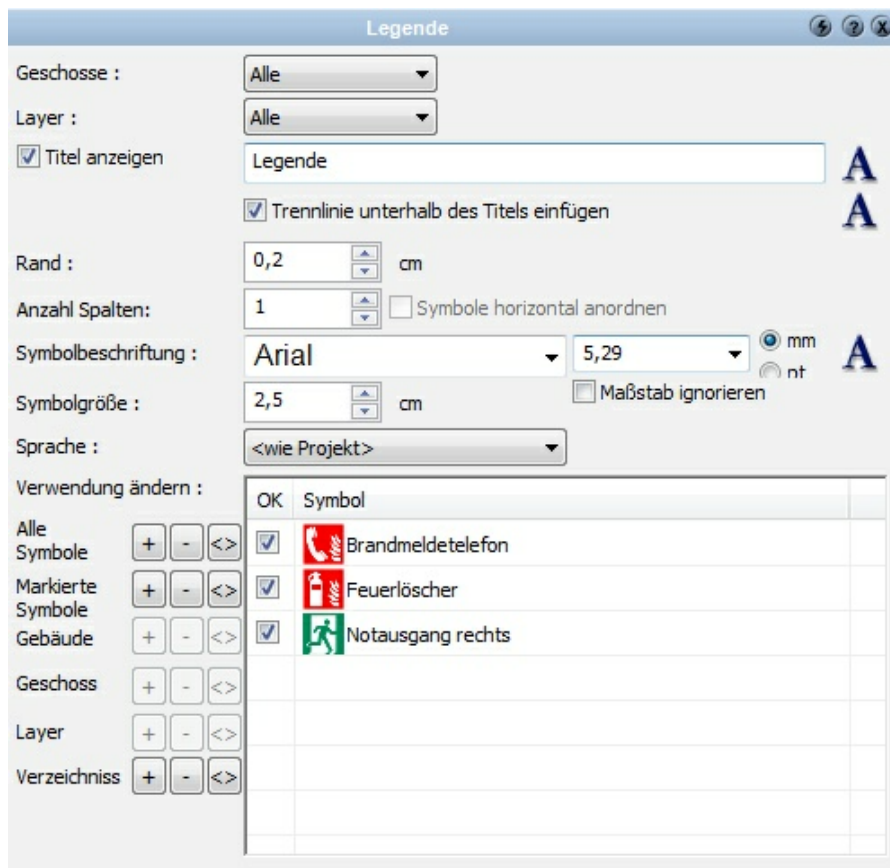 Legende
Geschosse : Alle
Layer : Alle
Titel anzeigen Legende A
Trennlinie unterhalb des Titels einfügen A
Rand : 0,2 cm
Anzahl Spalten: 1 Symbole horizontal anordnen
Symbolbeschriftung : Arial 5,29 mm A
pt
Maßstab ignorieren
Symbolgröße : 2,5 cm
Sprache : <wie Projekt>
Verwendung ändern :
OK Symbol
Alle
Symbole + - <>
Brandmeldetelefon
Markierte
Symbole + - <>
Feuerlöscher
Gebäude + - <>
Notausgang rechts
Geschoss + - <>
Layer + - <>
Verzeichniss + - <>